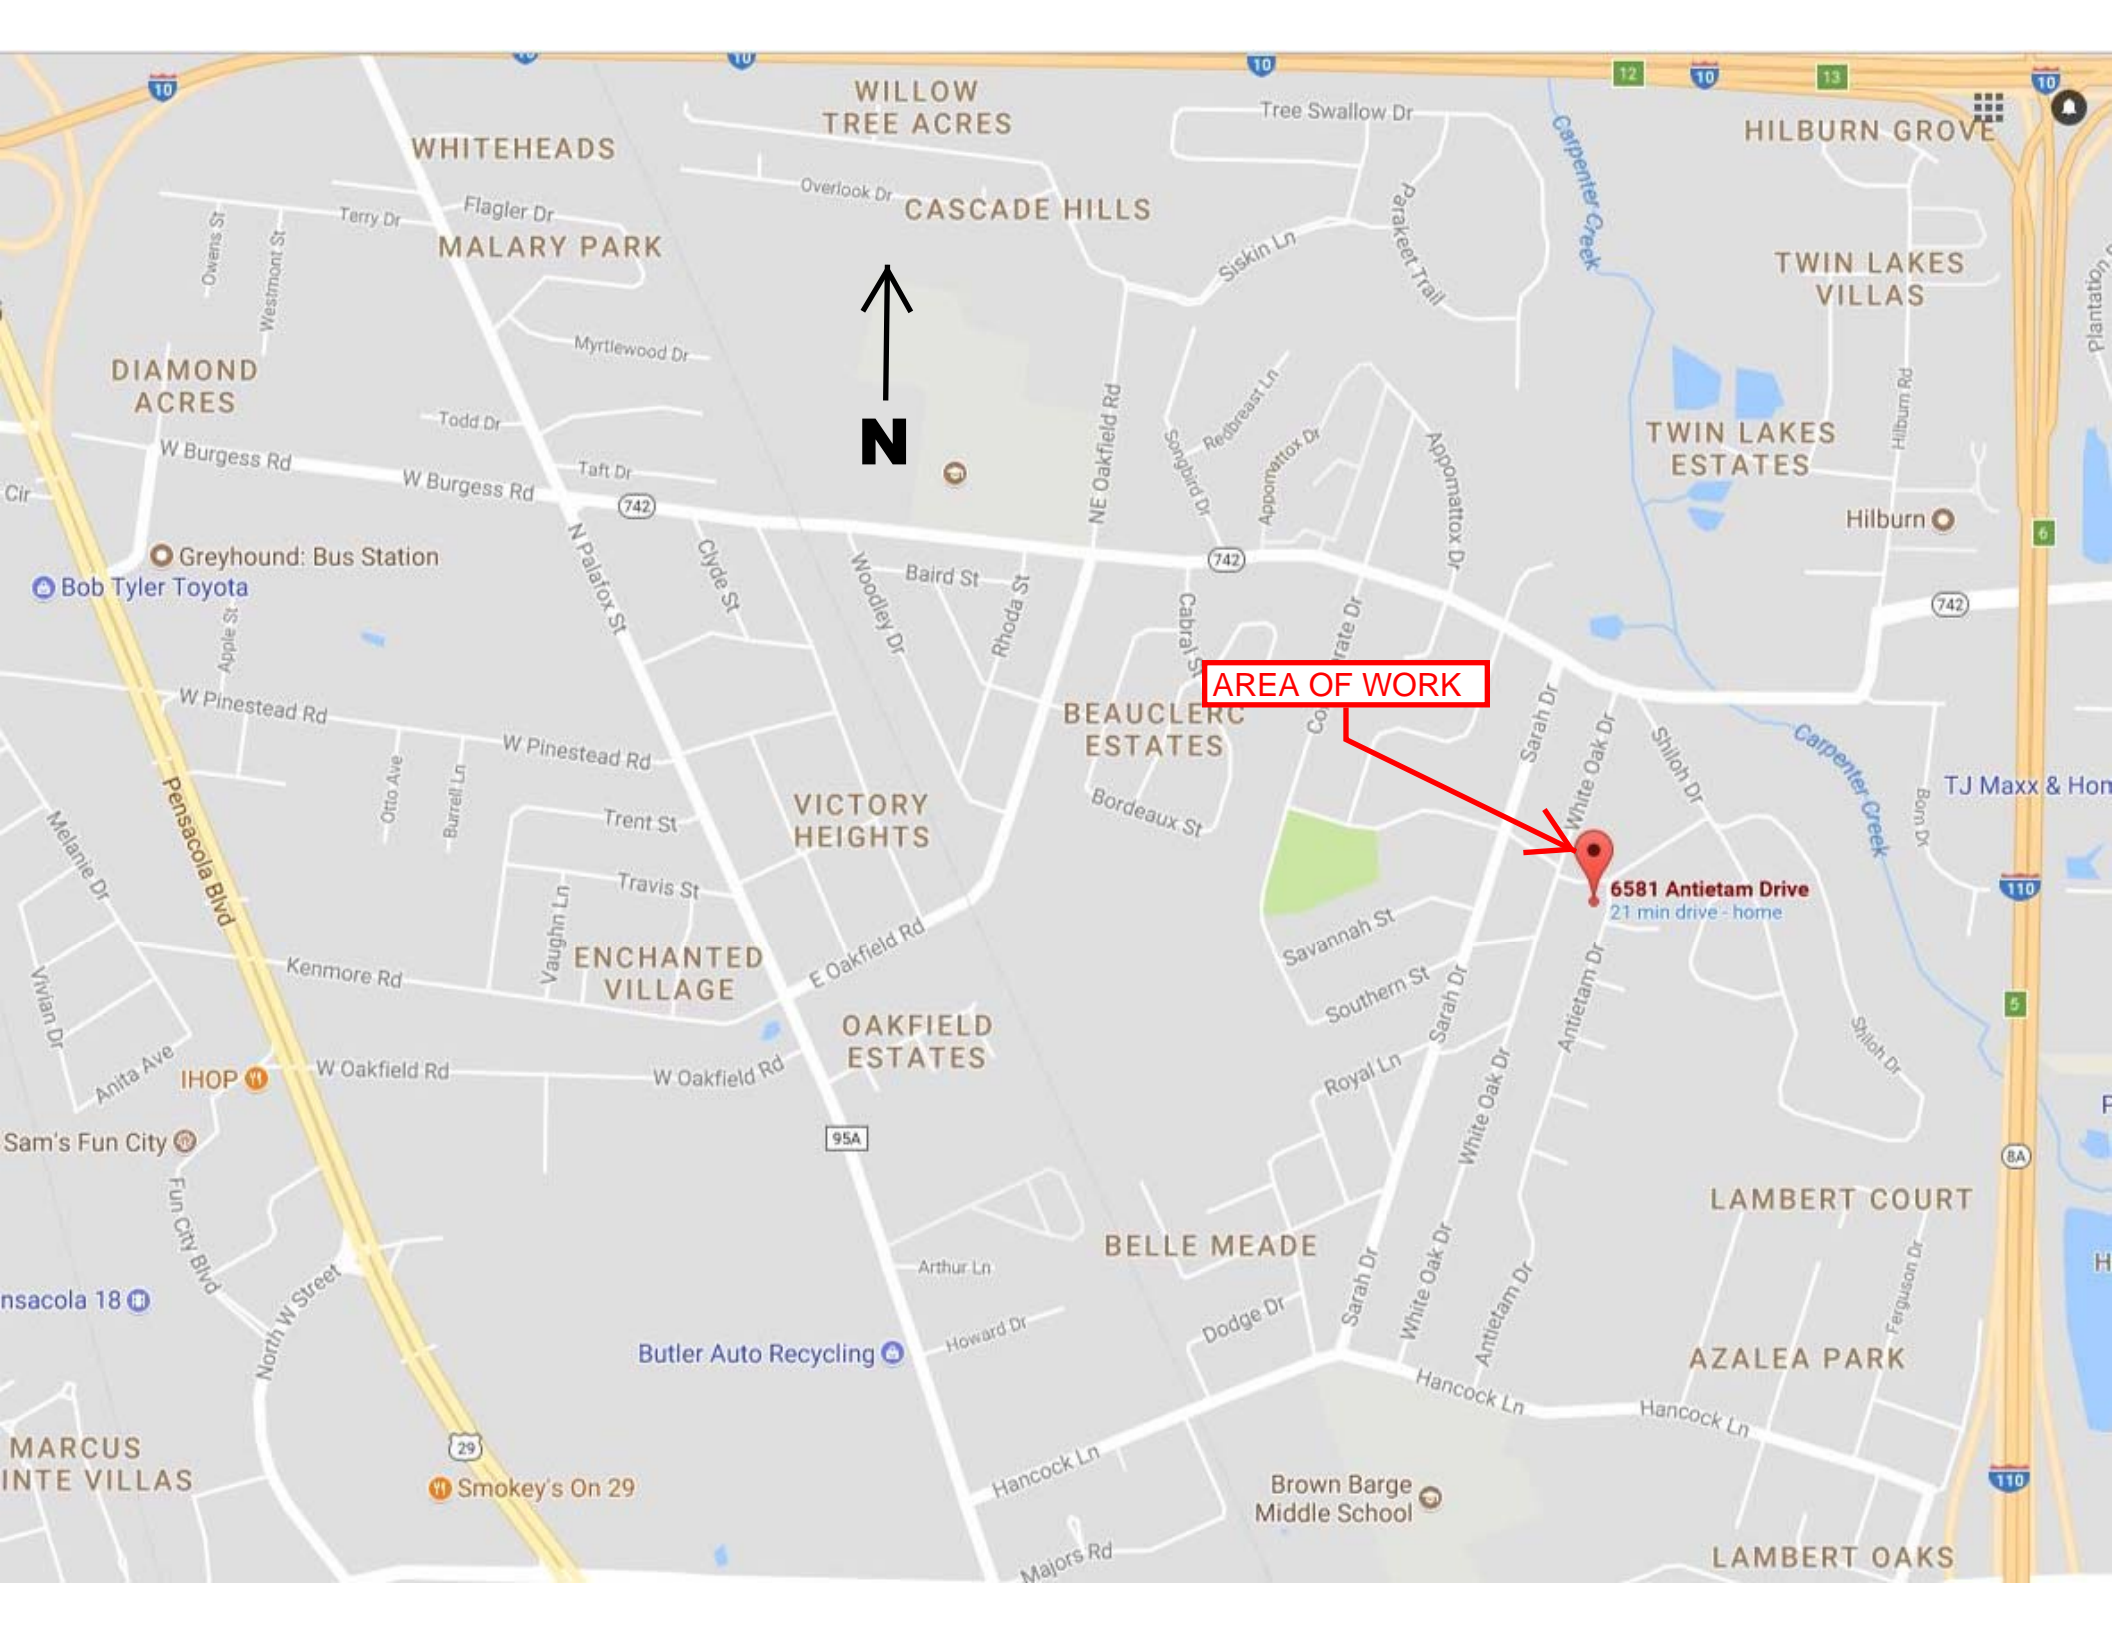 10
10
10
12
10
13
10
WILLOW
TREE ACRES
Tree Swallow Dr
Carpenter Creek
HILBURN GROVE
WHITEHEADS
Overlook Dr
CASCADE HILLS
Parakeet Trail
Owens St
Westmont St
Terry Dr
Flagler Dr
MALARY PARK
Siskin Ln
TWIN LAKES
VILLAS
Myrtlewood Dr
N
DIAMOND
ACRES
Todd Dr
Redbreast Ln
Songbird Dr
Appomattox Dr
Appomattox Dr
NE Oakfield Rd
Hilburn Rd
TWIN LAKES
ESTATES
W Burgess Rd
W Burgess Rd
Taft Dr
742
Cir
Hilburn
6
N Palafox St
Clyde St
Woodley Dr
Baird St
Rhoda St
742
Greyhound: Bus Station
Bob Tyler Toyota
Apple St
Cabral St
742
AREA OF WORK
W Pinestead Rd
W Pinestead Rd
BEAUCLERC
ESTATES
Sarah Dr
White Oak Dr
Shiloh Dr
Carpenter Creek
Born Dr
TJ Maxx & Hom
Otto Ave
Burrell Ln
Pensacola Blvd
Melanie Dr
Trent St
VICTORY
HEIGHTS
Bordeaux St
6581 Antietam Drive
21 min drive - home
110
Travis St
Vaughn Ln
Savannah St
ENCHANTED
VILLAGE
E Oakfield Rd
Kenmore Rd
Vivian Dr
Southern St
Sarah Dr
Antietam Dr
5
OAKFIELD
ESTATES
Shiloh Dr
Anita Ave
IHOP
W Oakfield Rd
W Oakfield Rd
Royal Ln
White Oak Dr
95A
Sam's Fun City
8A
Fun City Blvd
LAMBERT COURT
BELLE MEADE
Arthur Ln
Sarah Dr
White Oak Dr
Antietam Dr
Ferguson Dr
H
nsacola 18
North W Street
Dodge Dr
Howard Dr
Butler Auto Recycling
AZALEA PARK
Hancock Ln
Hancock Ln
MARCUS
INTE VILLAS
29
Smokey's On 29
Hancock Ln
Brown Barge
Middle School
110
Majors Rd
LAMBERT OAKS